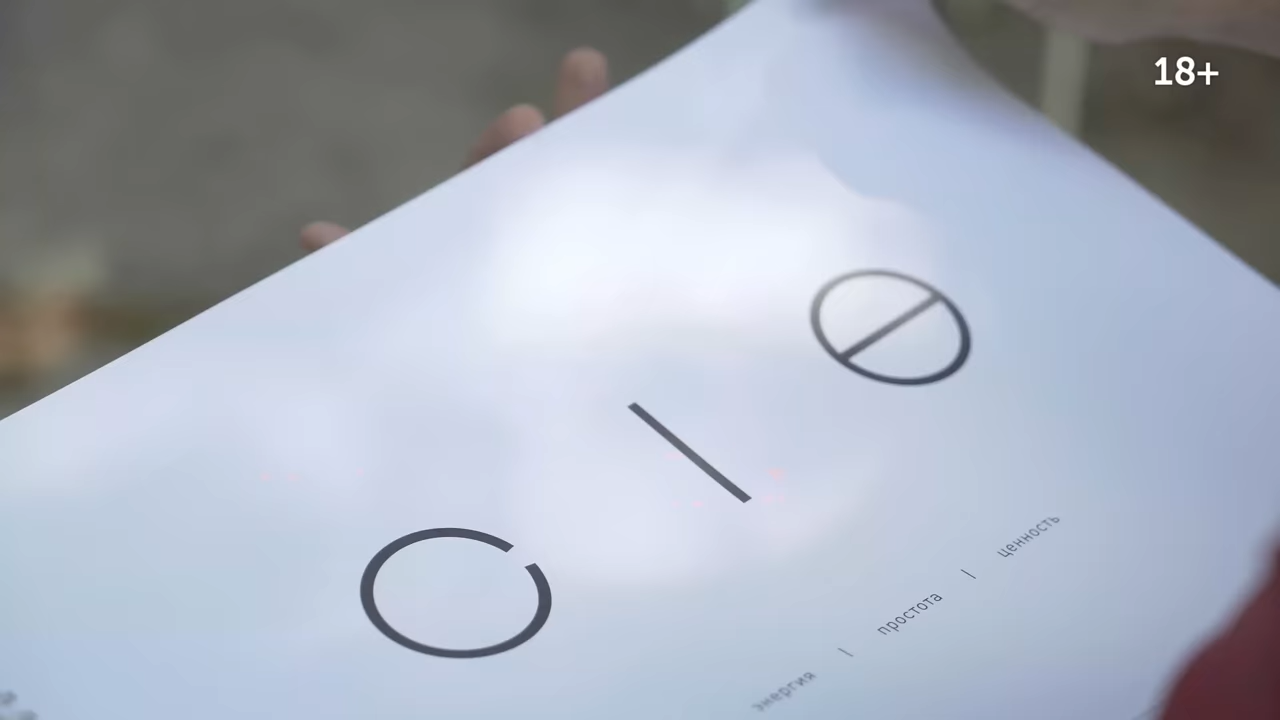 18+
энергия | простота | ценность